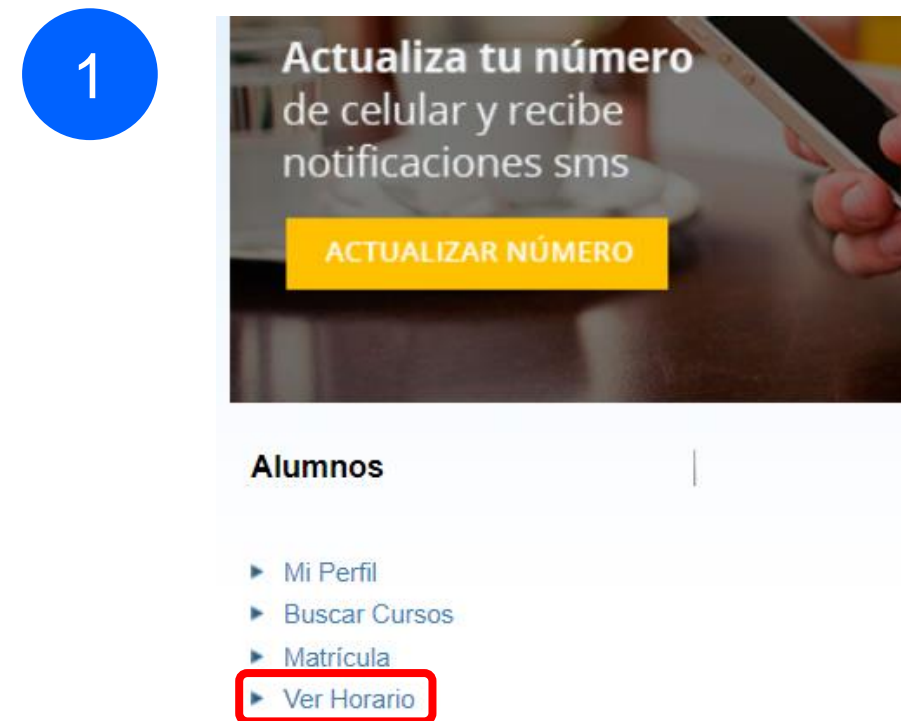 1
Actualiza tu número
de celular y recibe
notificaciones sms
ACTUALIZAR NÚMERO
Alumnos
Mi Perfil
Buscar Cursos
Matrícula
Ver Horario